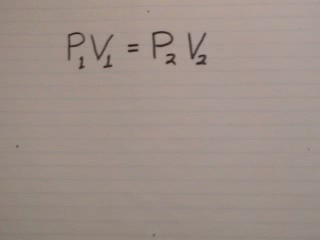 P₁V₁ = P₂V₂